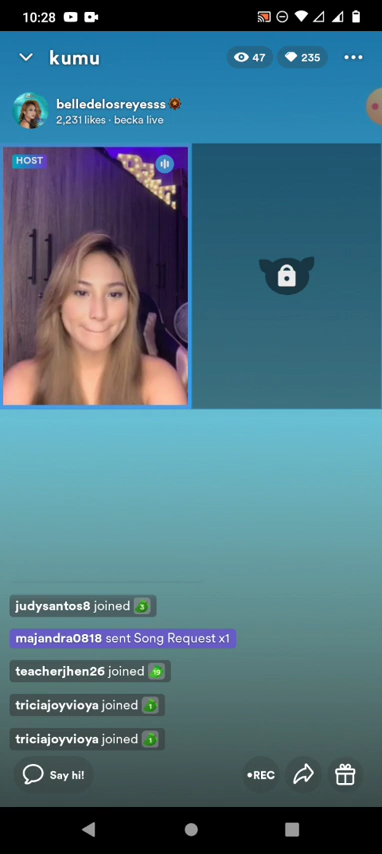 10:28
kumu
47
235
belledelosreyesss
2,231 likes · becka live
HOST
judysantos8 joined 3
majandra0818 sent Song Request x1
teacherjhen26 joined 19
triciajoyvioya joined 1
triciajoyvioya joined 1
Say hi!
•REC